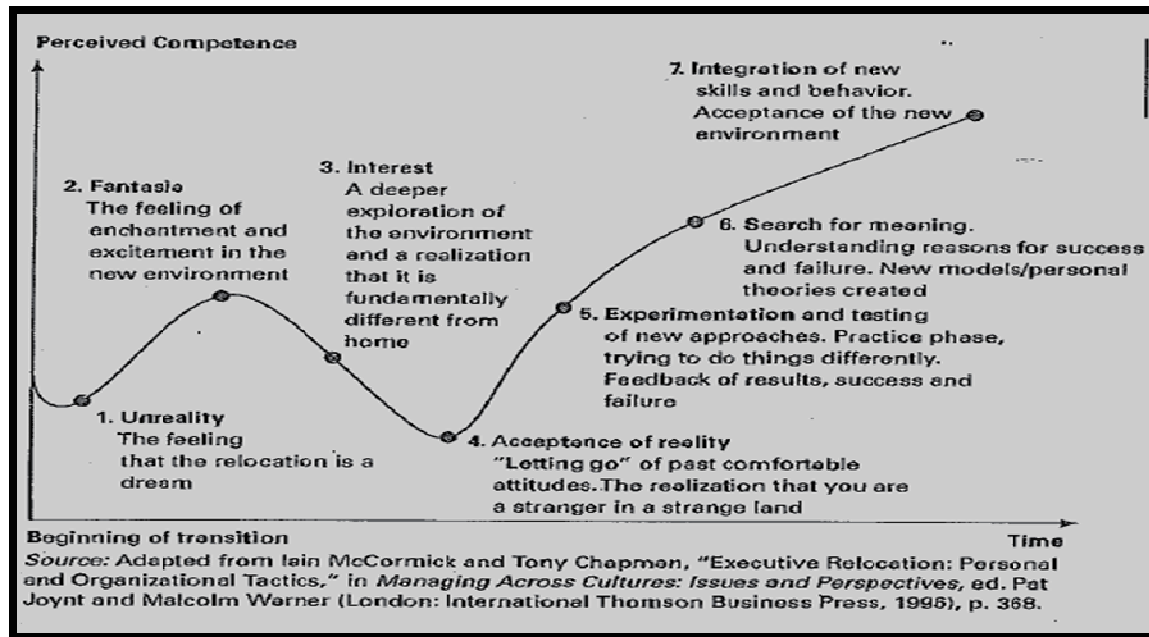 Perceived Competence
7. Integration of new
skills and behavior.
Acceptance of the new
environment
3. Interest
A deeper
exploration of
the environment
and a realization
that it is
fundamentally
different from
home
2. Fantasia
The feeling of
enchantment and
excitement in the
new environment
6. Search for meaning.
Understanding reasons for success
and failure. New models/personal
theories created
5. Experimentation and testing
of new approaches. Practice phase,
trying to do things differently.
Feedback of results, success and
failure
1. Unreality
The feeling
that the relocation is a
dream
4. Acceptance of reality
"Letting go" of past comfortable
attitudes. The realization that you are
a stranger in a strange land
Beginning of transition
Time
Source: Adapted from Iain McCormick and Tony Chapman, "Executive Relocation: Personal
and Organizational Tactics," in Managing Across Cultures: Issues and Perspectives, ed. Pat
Joynt and Malcolm Warner (London: International Thomson Business Press, 1996), p. 368.